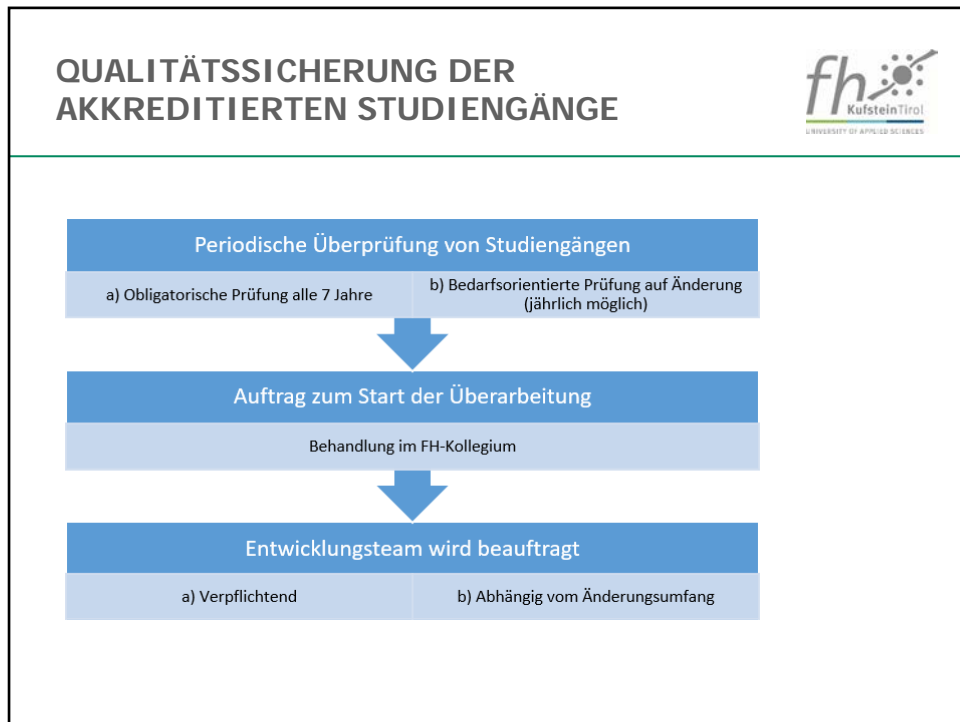 QUALITÄTSSICHERUNG DER
AKKREDITIERTEN STUDIENGÄNGE
fh
KufsteinTirol
UNIVERSITY OF APPLIED SCIENCES
Periodische Überprüfung von Studiengängen
a) Obligatorische Prüfung alle 7 Jahre
b) Bedarfsorientierte Prüfung auf Änderung
(jährlich möglich)
Auftrag zum Start der Überarbeitung
Behandlung im FH-Kollegium
Entwicklungsteam wird beauftragt
a) Verpflichtend
b) Abhängig vom Änderungsumfang